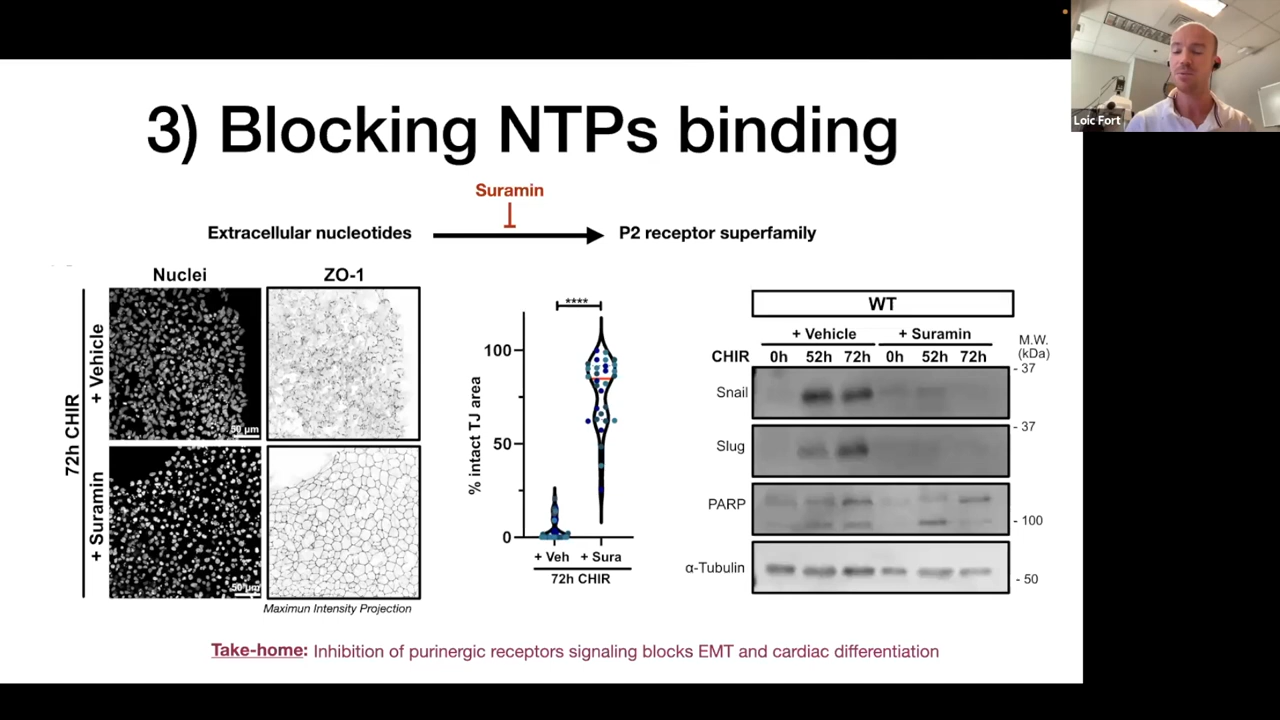 Loic Fort
3) Blocking NTPs binding
Suramin
Extracellular nucleotides
P2 receptor superfamily
Nuclei
ZO-1
72h CHIR
+ Vehicle
+ Suramin
50 µm
50 µm
Maximun Intensity Projection
****
% intact TJ area
100
50
0
+ Veh + Sura
72h CHIR
WT
+ Vehicle + Suramin
M.W.
(kDa)
CHIR 0h 52h 72h 0h 52h 72h
- 37
Snail
- 37
Slug
PARP
- 100
α-Tubulin
- 50
Take-home: Inhibition of purinergic receptors signaling blocks EMT and cardiac differentiation